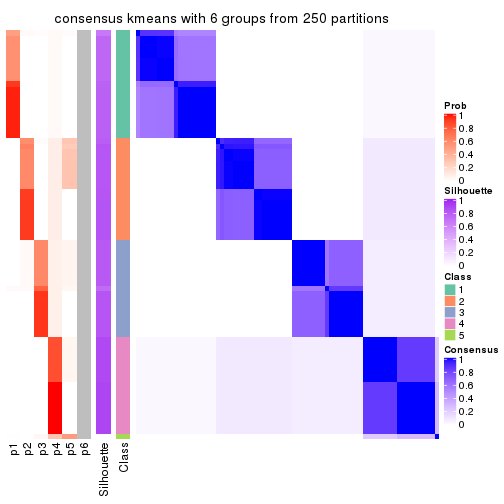 consensus kmeans with 6 groups from 250 partitions
Prob
1
0.8
0.6
0.4
0.2
0
Silhouette
1
0.8
0.6
0.4
0.2
0
Class
1
2
3
4
5
Consensus
1
0.8
0.6
0.4
0.2
0
p1
p2
p3
p4
p5
p6
Silhouette
Class